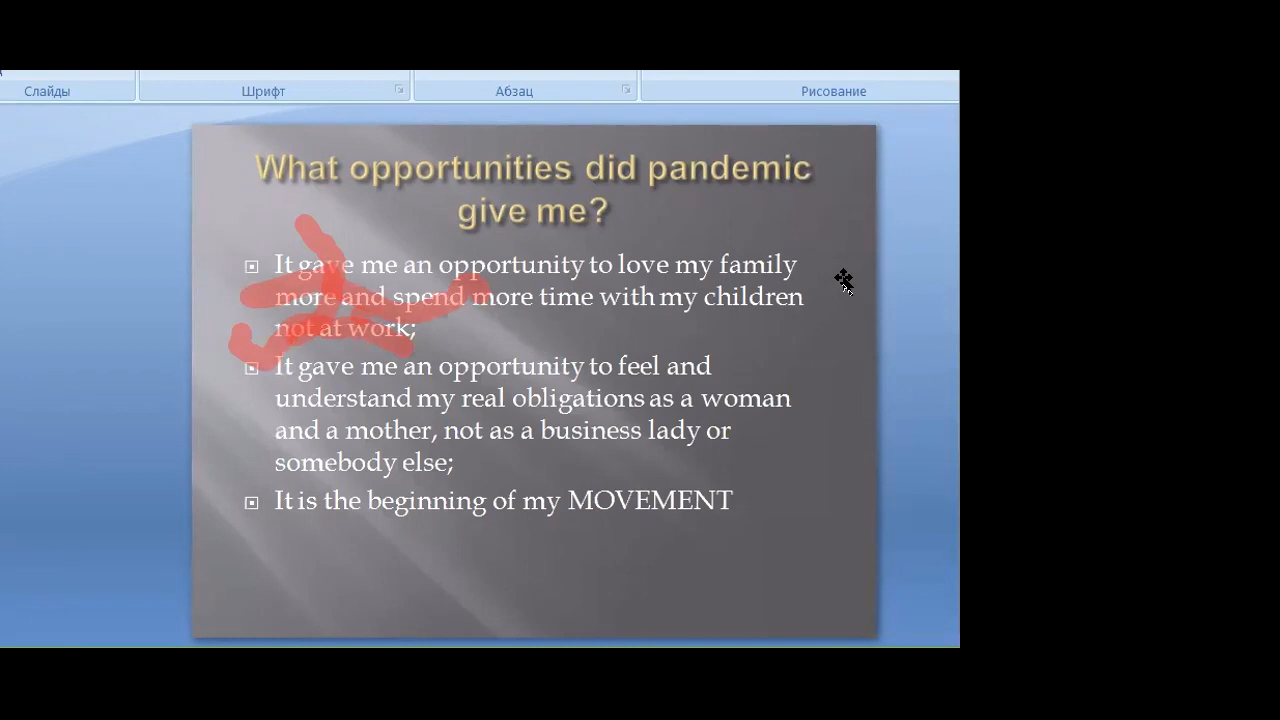 Слайды Шрифт Абзац Рисование
What opportunities did pandemic
give me?
It gave me an opportunity to love my family
more and spend more time with my children
not at work;
It gave me an opportunity to feel and
understand my real obligations as a woman
and a mother, not as a business lady or
somebody else;
It is the beginning of my MOVEMENT